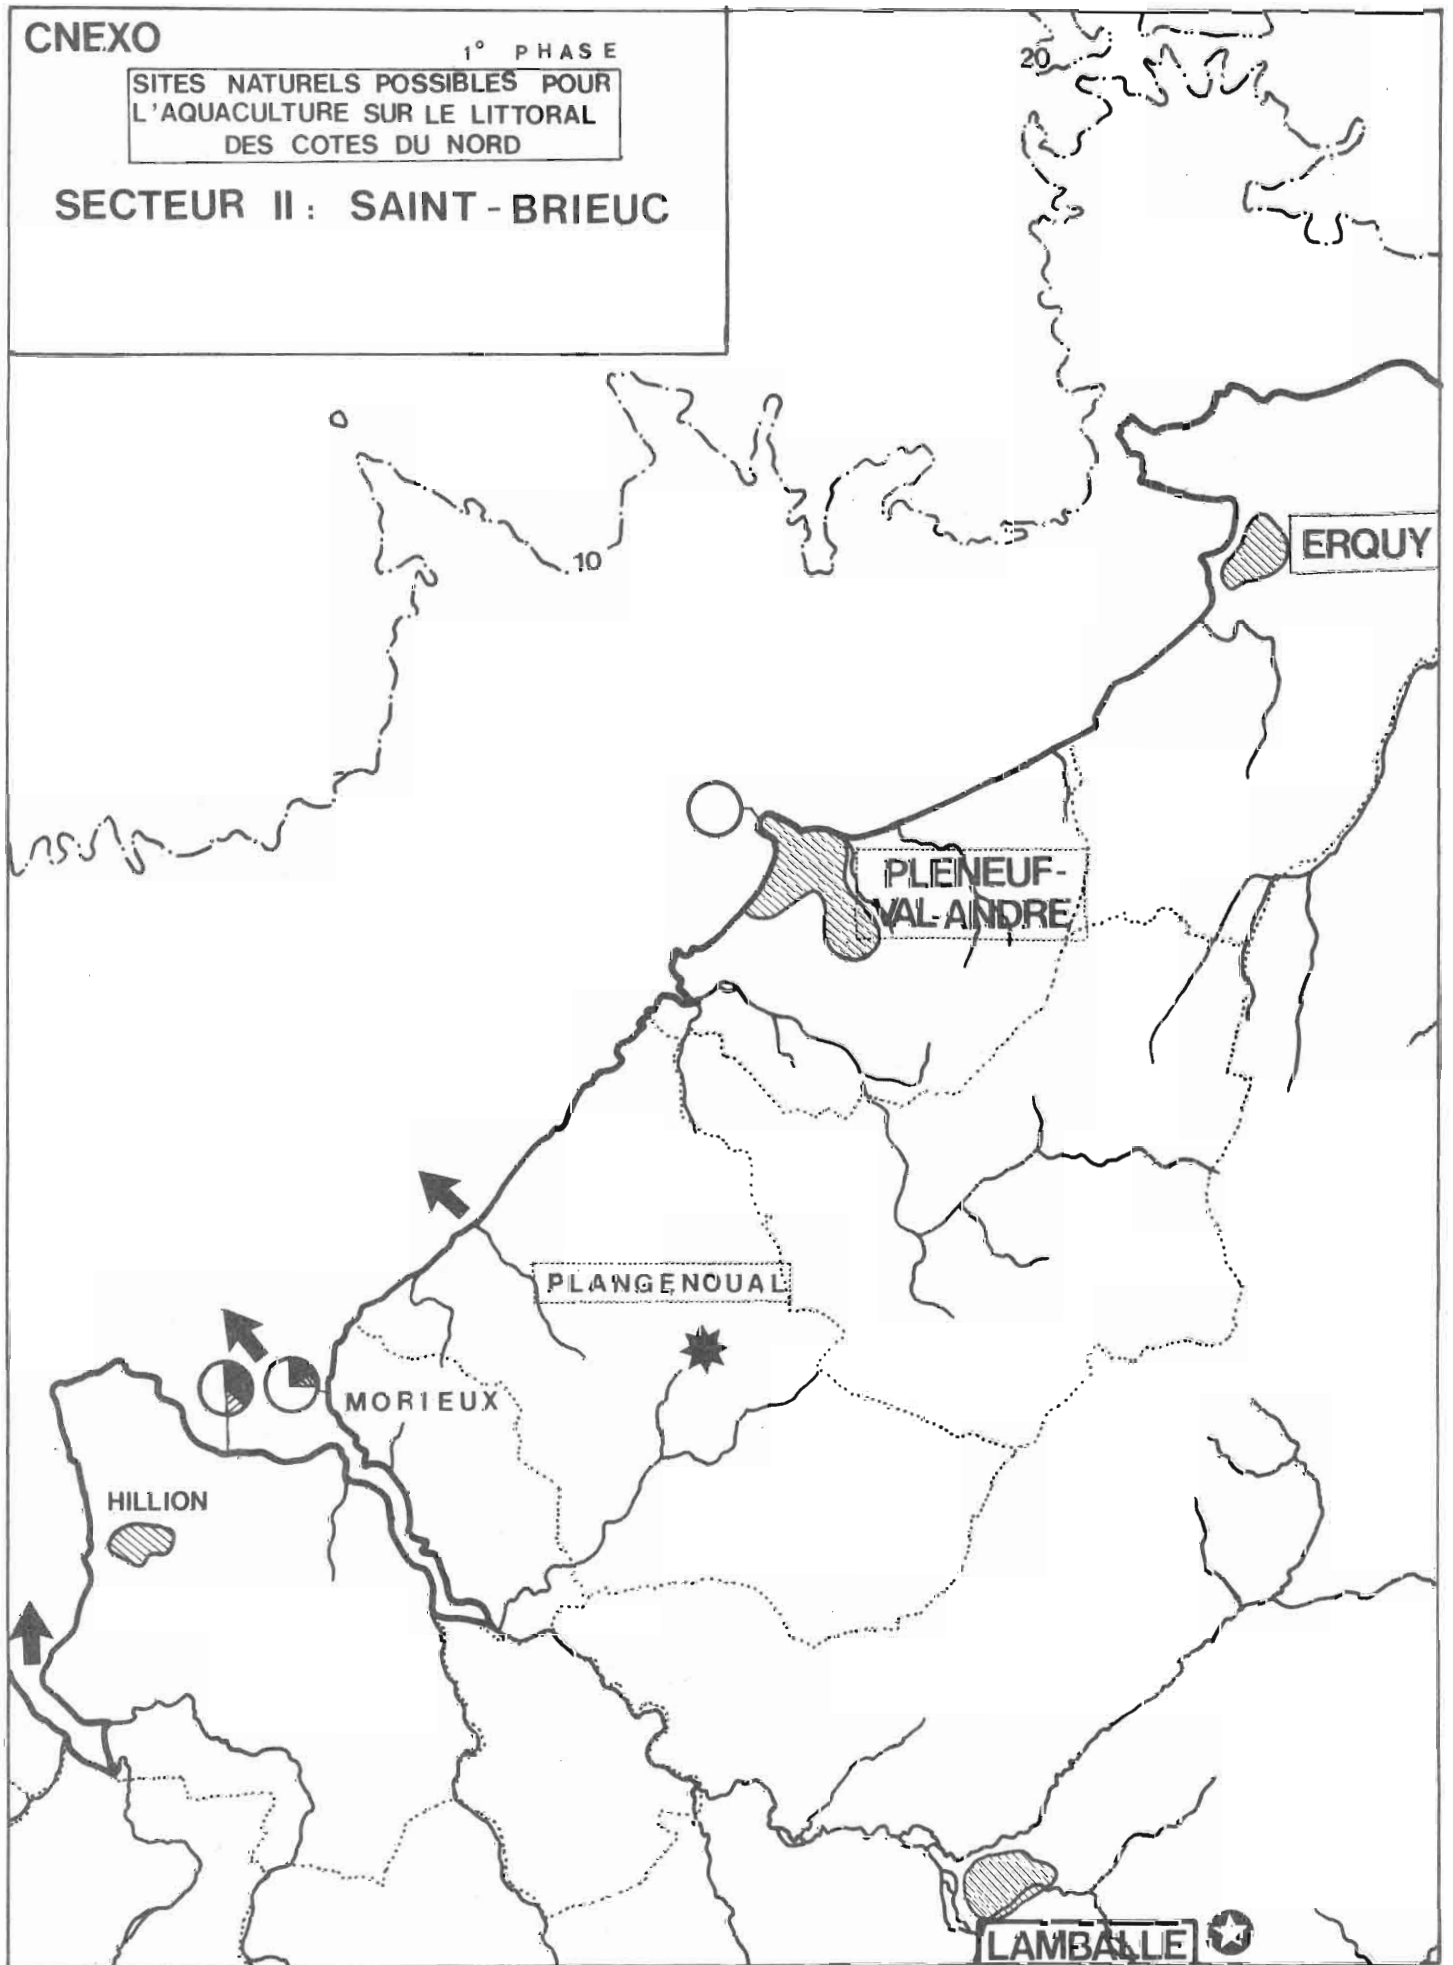 CNEXO
1° PHASE
SITES NATURELS POSSIBLES POUR
L'AQUACULTURE SUR LE LITTORAL
DES COTES DU NORD
SECTEUR II: SAINT-BRIEUC
20
10
ERQUY
PLENEUF-
VAL-ANDRE
PLANGENOUAL
MORIEUX
HILLION
LAMBALLE